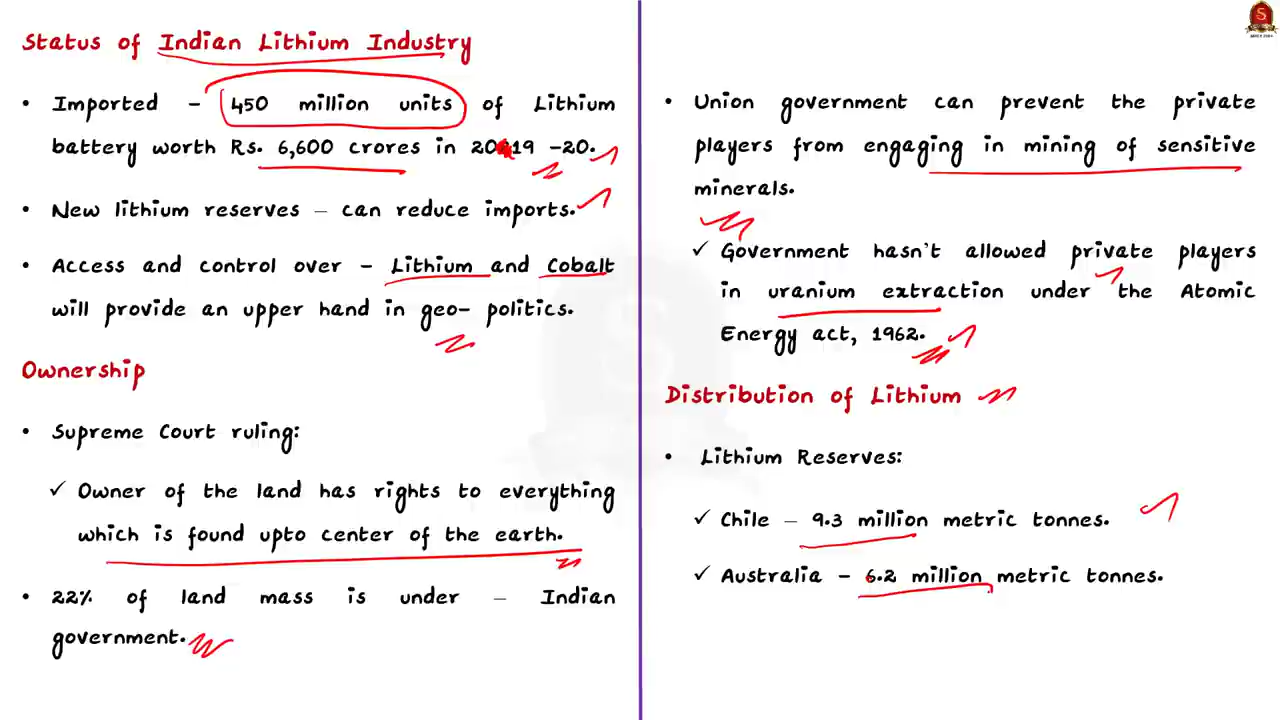 Status of Indian Lithium Industry
• Imported – 450 million units of Lithium
battery worth Rs. 6,600 crores in 2019 –20.
• New lithium reserves – can reduce imports.
• Access and control over – Lithium and Cobalt
will provide an upper hand in geo- politics.
Ownership
• Supreme Court ruling:
✓ Owner of the land has rights to everything
which is found upto center of the earth.
• 22% of land mass is under – Indian
government.
• Union government can prevent the private
players from engaging in mining of sensitive
minerals.
✓ Government hasn't allowed private players
in uranium extraction under the Atomic
Energy act, 1962.
Distribution of Lithium
• Lithium Reserves:
✓ Chile – 9.3 million metric tonnes.
✓ Australia – 6.2 million metric tonnes.